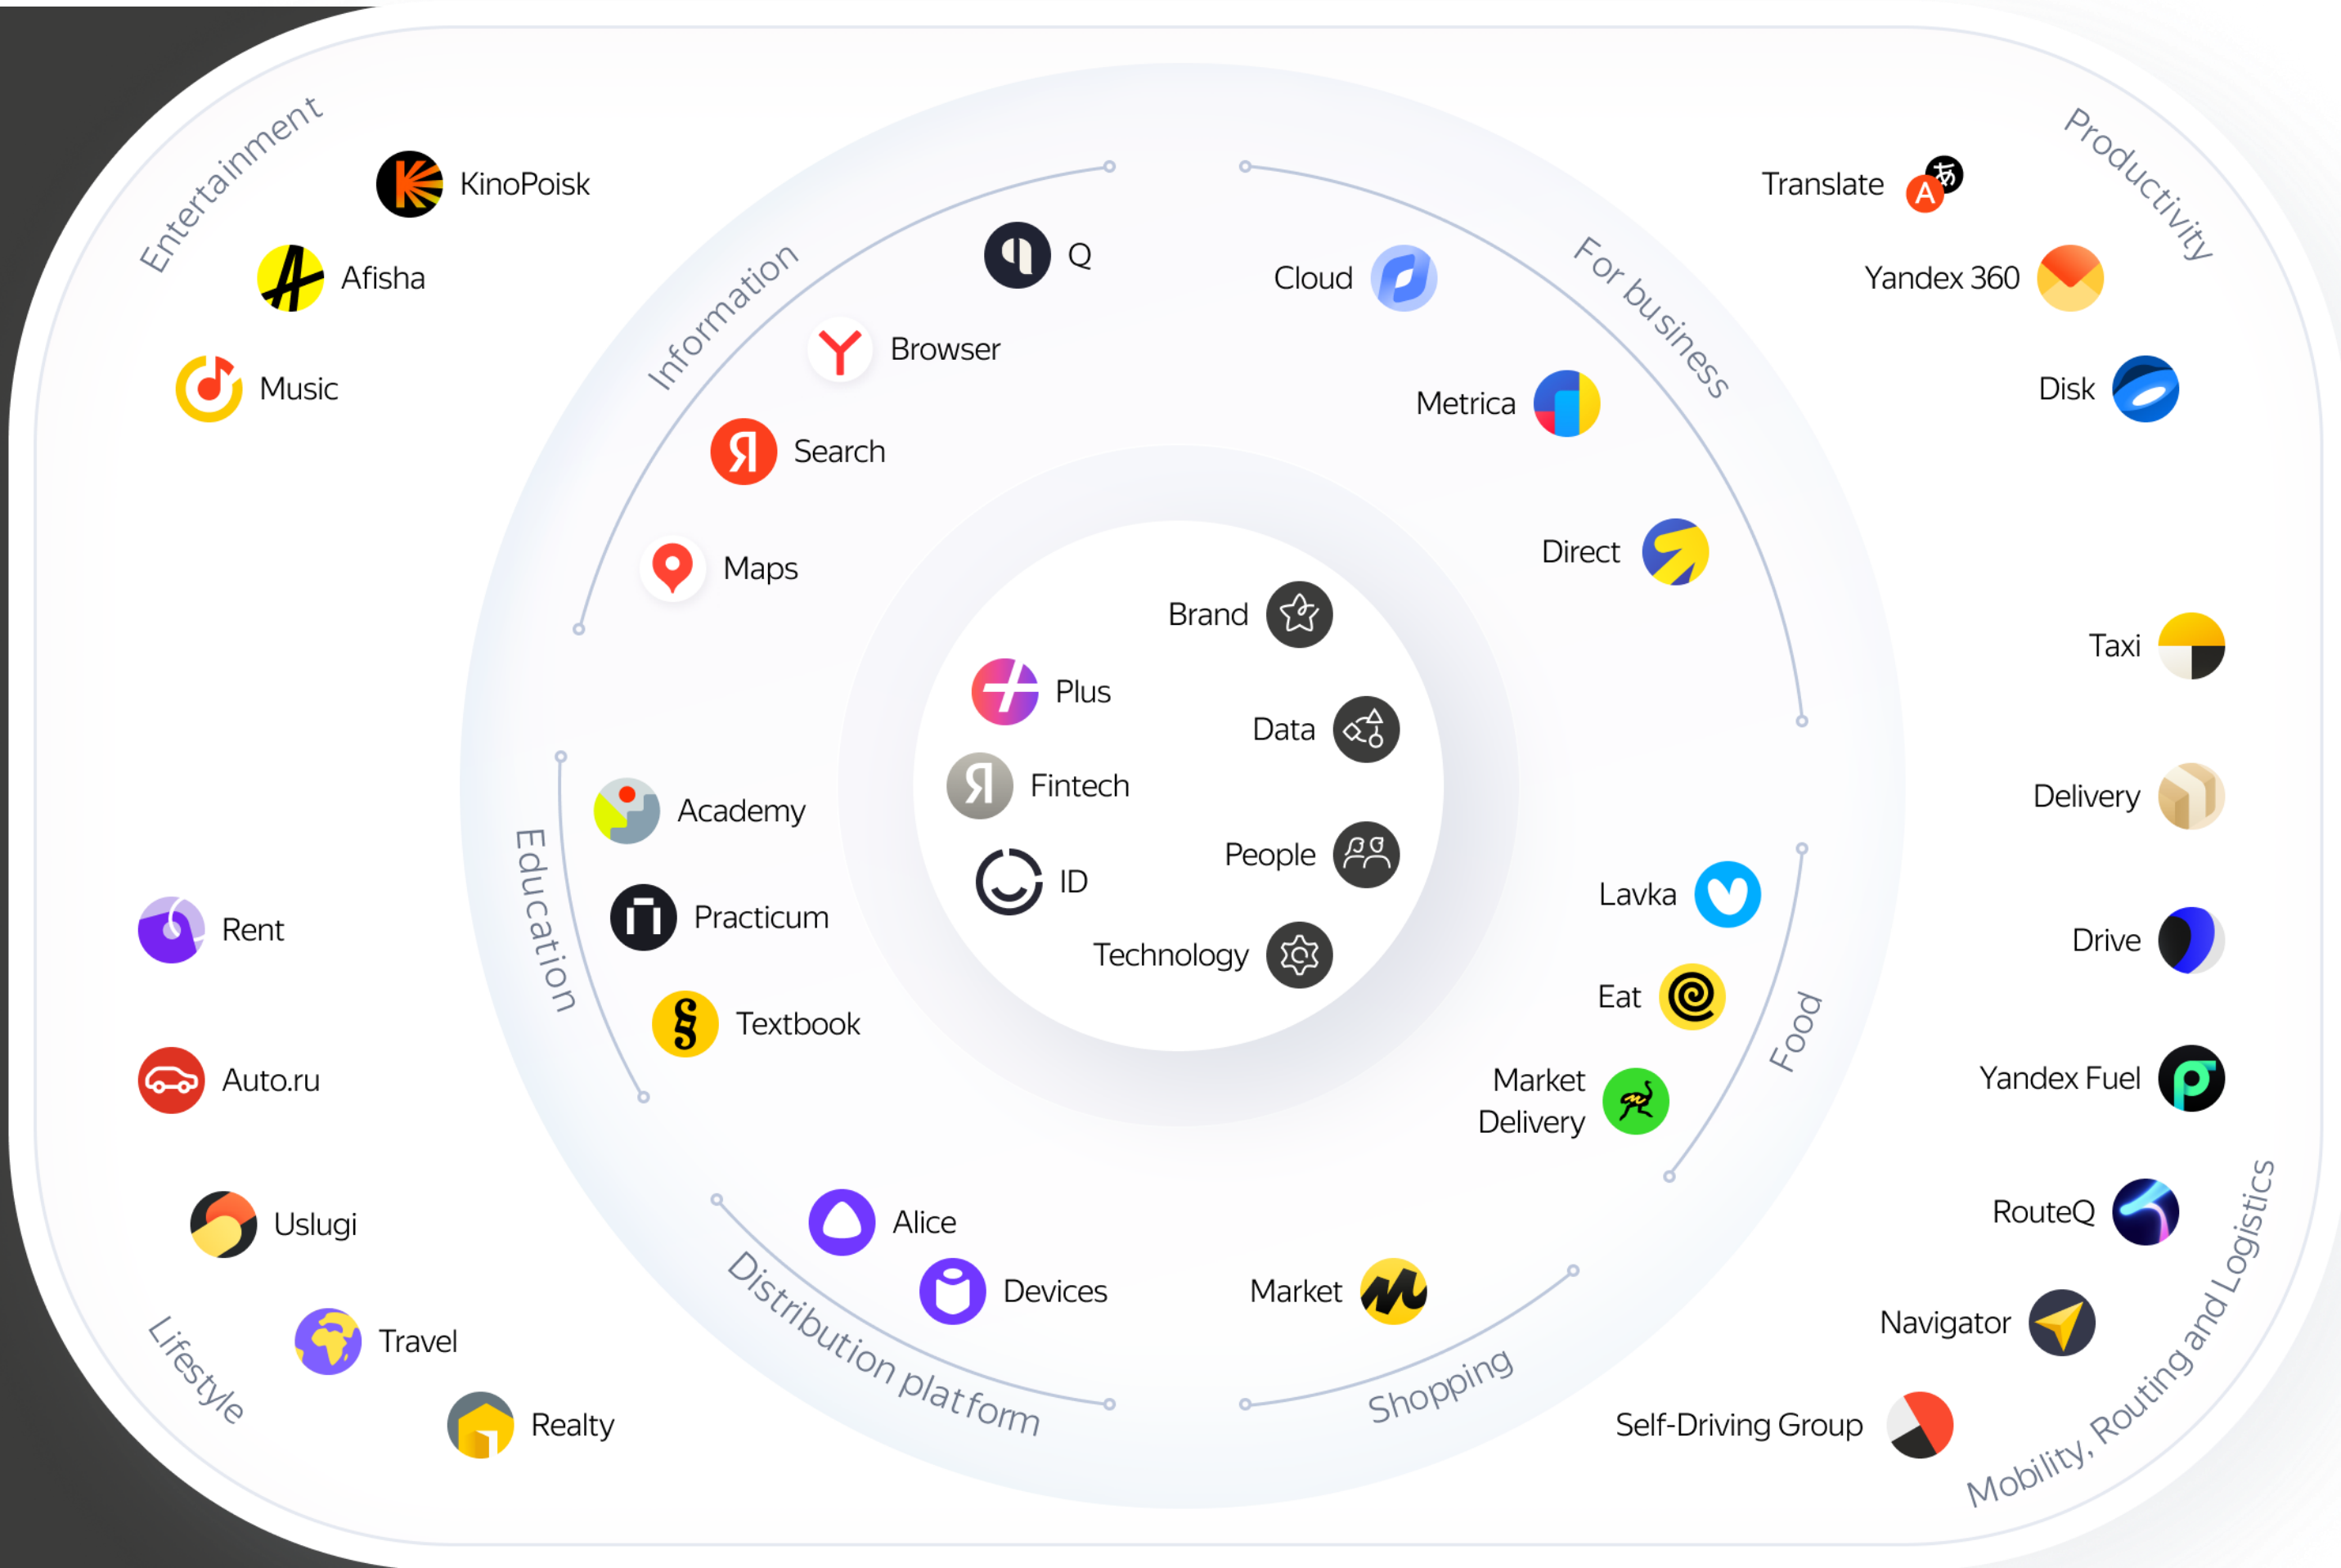 Entertainment
KinoPoisk
Afisha
Music
Information
Q
Browser
Search
Maps
For business
Cloud
Metrica
Direct
Productivity
Translate
Yandex 360
Disk
Brand
Plus
Data
Fintech
People
ID
Technology
Education
Academy
Practicum
Textbook
Food
Lavka
Eat
Market
Delivery
Distribution platform
Alice
Devices
Shopping
Market
Lifestyle
Rent
Auto.ru
Uslugi
Travel
Realty
Mobility, Routing and Logistics
Taxi
Delivery
Drive
Yandex Fuel
RouteQ
Navigator
Self-Driving Group